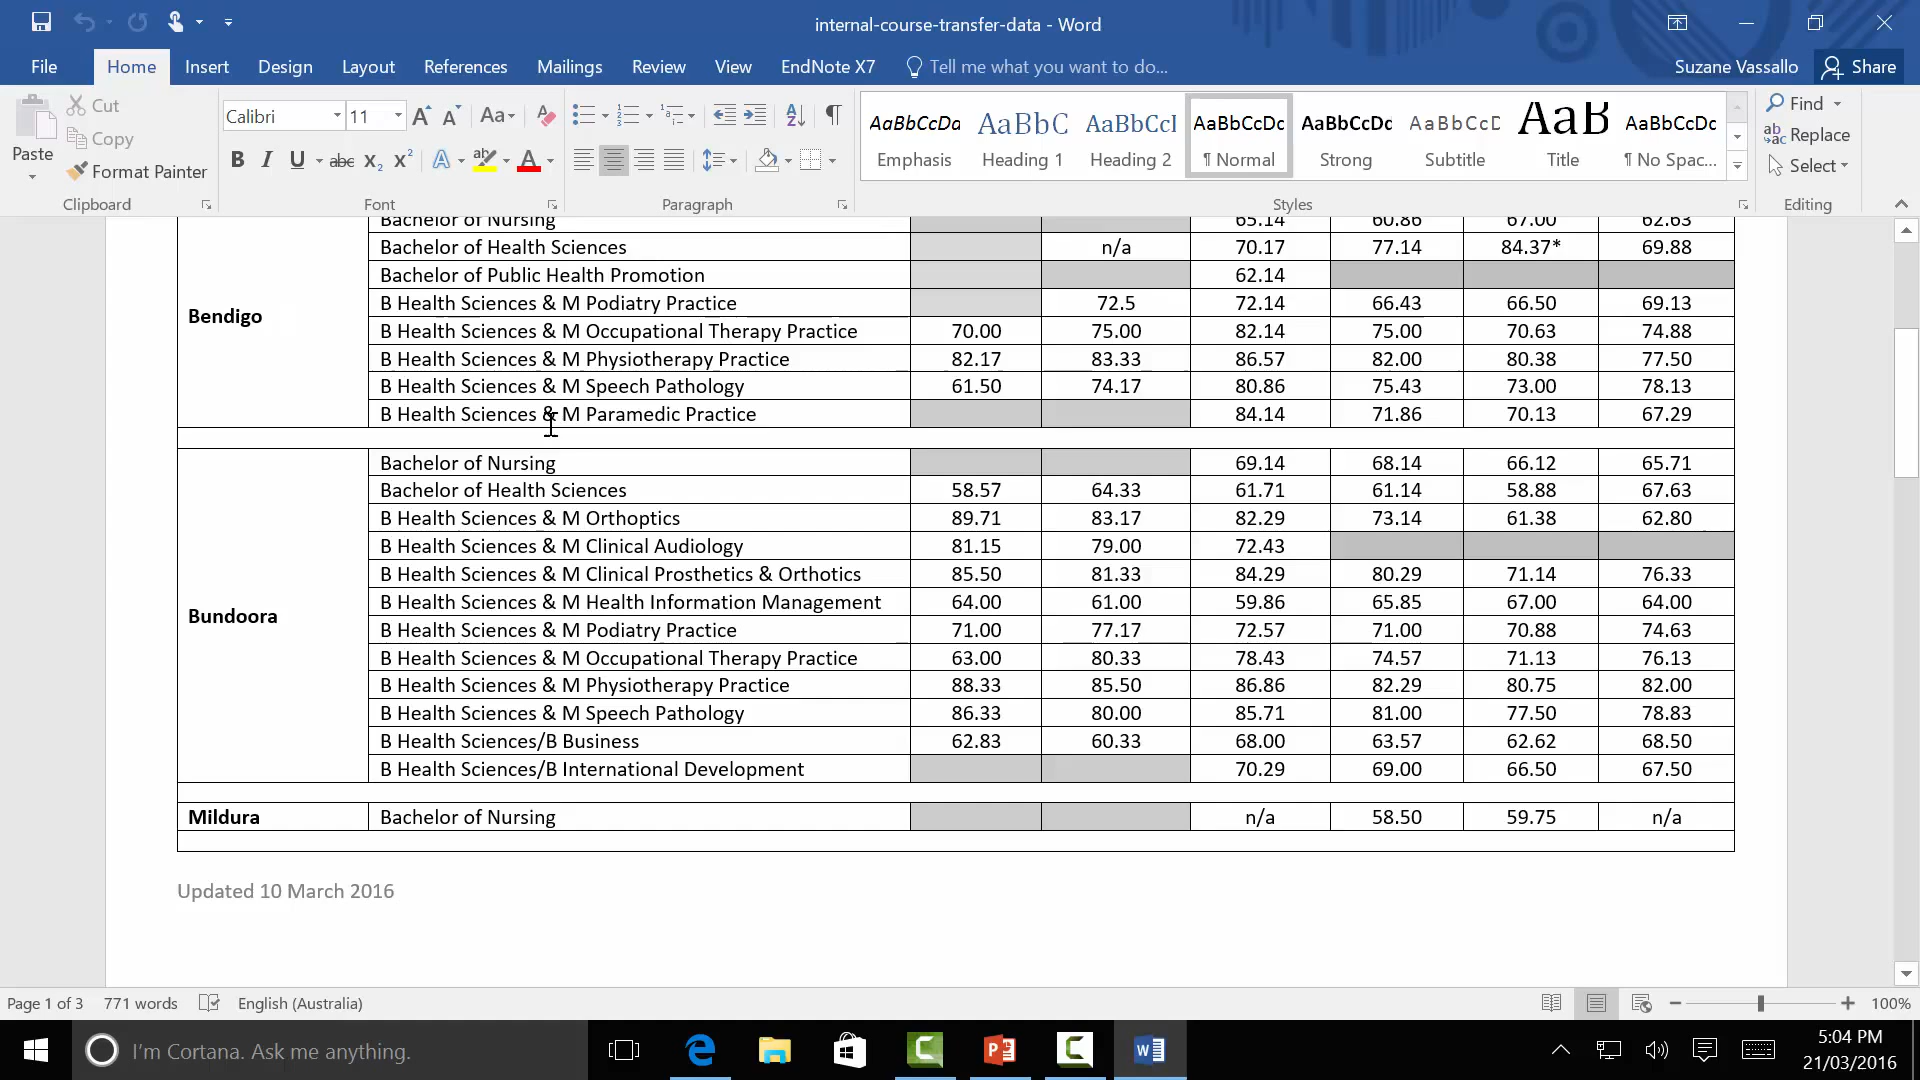 internal-course-transfer-data - Word
File Home Insert Design Layout References Mailings Review View EndNote X7 Tell me what you want to do... Suzane Vassallo Share
Paste Cut Copy Format Painter
Clipboard
Calibri 11
Font
Paragraph
AaBbCcDd AaBbC AaBbCcI AaBbCcDc AaBbCcDc AaBbCcD AaB AaBbCcDc
Emphasis Heading 1 Heading 2 ¶ Normal Strong Subtitle Title ¶ No Spac...
Styles
Find
Replace
Select
Editing
Bachelor of Nursing 65.14 60.86 67.00 62.63
Bachelor of Health Sciences n/a 70.17 77.14 84.37* 69.88
Bachelor of Public Health Promotion 62.14
Bendigo
B Health Sciences & M Podiatry Practice 72.5 72.14 66.43 66.50 69.13
B Health Sciences & M Occupational Therapy Practice 70.00 75.00 82.14 75.00 70.63 74.88
B Health Sciences & M Physiotherapy Practice 82.17 83.33 86.57 82.00 80.38 77.50
B Health Sciences & M Speech Pathology 61.50 74.17 80.86 75.43 73.00 78.13
B Health Sciences & M Paramedic Practice 84.14 71.86 70.13 67.29
Bachelor of Nursing 69.14 68.14 66.12 65.71
Bachelor of Health Sciences 58.57 64.33 61.71 61.14 58.88 67.63
B Health Sciences & M Orthoptics 89.71 83.17 82.29 73.14 61.38 62.80
B Health Sciences & M Clinical Audiology 81.15 79.00 72.43
B Health Sciences & M Clinical Prosthetics & Orthotics 85.50 81.33 84.29 80.29 71.14 76.33
B Health Sciences & M Health Information Management 64.00 61.00 59.86 65.85 67.00 64.00
Bundoora
B Health Sciences & M Podiatry Practice 71.00 77.17 72.57 71.00 70.88 74.63
B Health Sciences & M Occupational Therapy Practice 63.00 80.33 78.43 74.57 71.13 76.13
B Health Sciences & M Physiotherapy Practice 88.33 85.50 86.86 82.29 80.75 82.00
B Health Sciences & M Speech Pathology 86.33 80.00 85.71 81.00 77.50 78.83
B Health Sciences/B Business 62.83 60.33 68.00 63.57 62.62 68.50
B Health Sciences/B International Development 70.29 69.00 66.50 67.50
Mildura Bachelor of Nursing n/a 58.50 59.75 n/a
Updated 10 March 2016
Page 1 of 3 771 words English (Australia) 100%
I'm Cortana. Ask me anything.
5:04 PM
21/03/2016